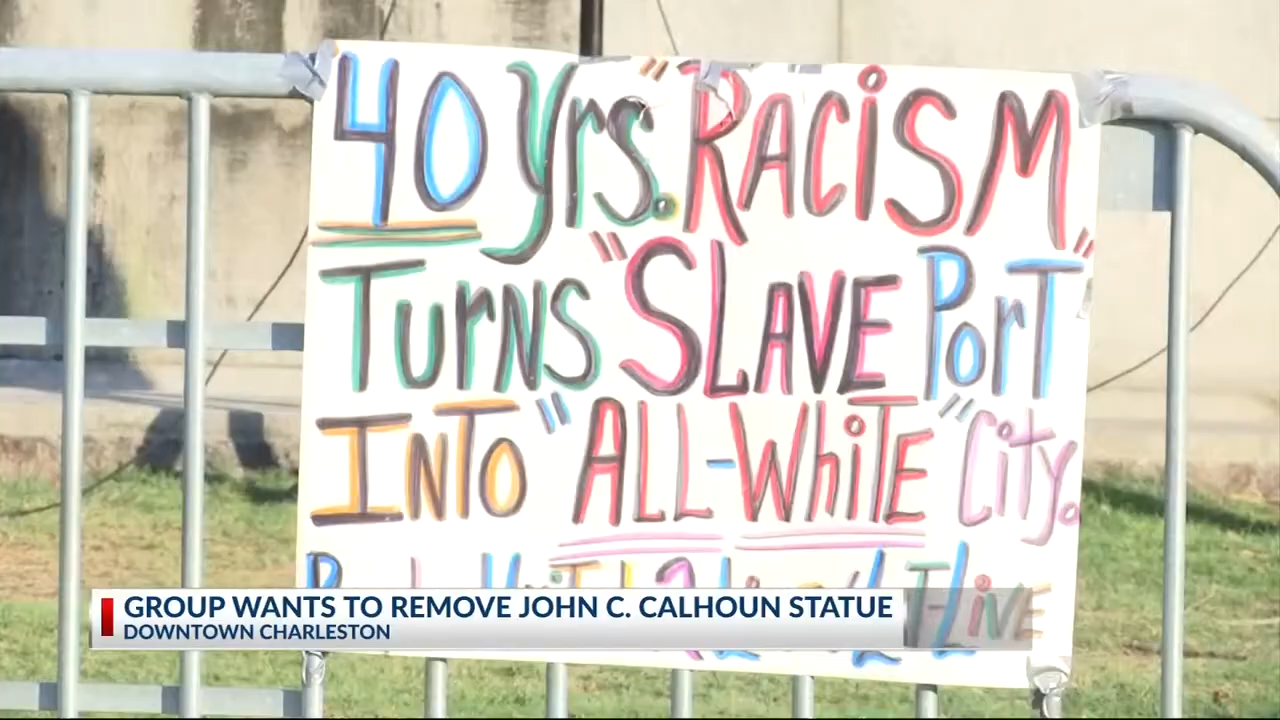 40 Yrs. "RACiSM"
TurNS "SLAVE PorT"
INTO "ALL-WhiTE" City.
LiVE
GROUP WANTS TO REMOVE JOHN C. CALHOUN STATUE
DOWNTOWN CHARLESTON